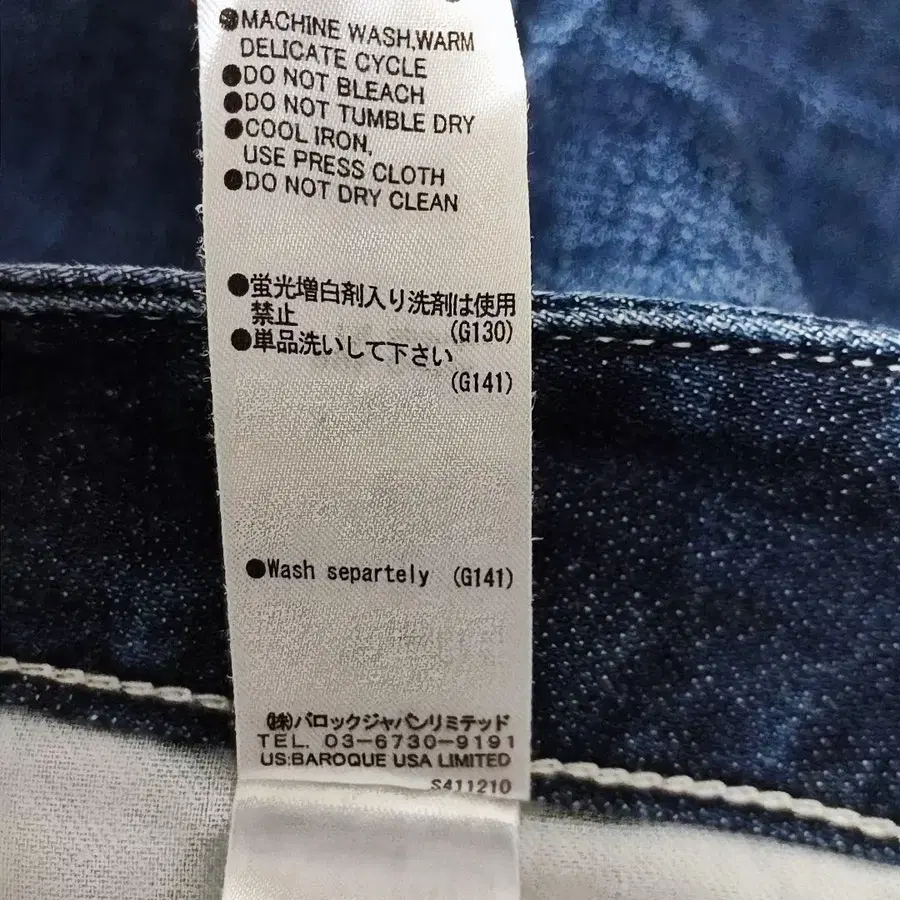 ●MACHINE WASH,WARM
DELICATE CYCLE
●DO NOT BLEACH
●DO NOT TUMBLE DRY
●COOL IRON,
USE PRESS CLOTH
●DO NOT DRY CLEAN
●蛍光増白剤入り洗剤は使用
禁止 (G130)
●単品洗いして下さい
(G141)
●Wash separtely (G141)
㈱バロックジャパンリミテッド
TEL. 03-6730-9191
US:BAROQUE USA LIMITED
S411210